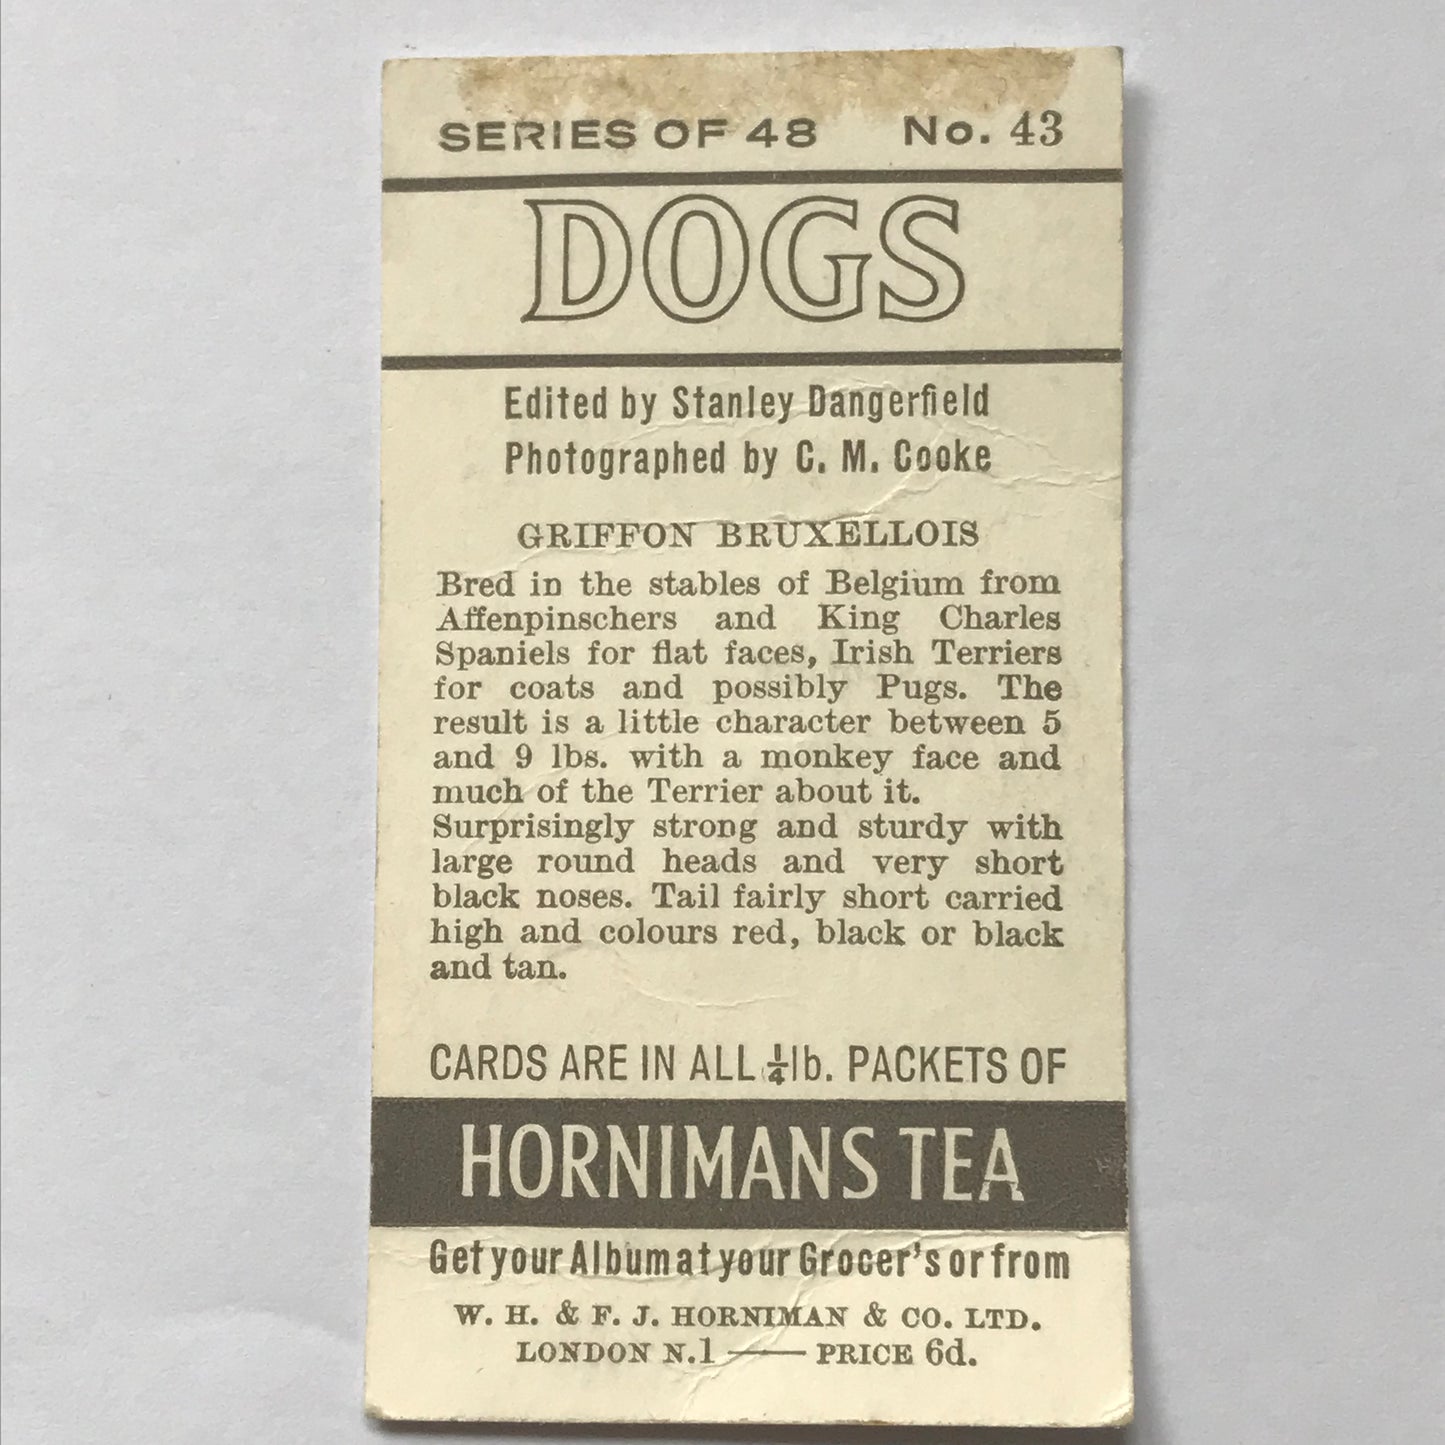 SERIES OF 48 No. 43
DOGS
Edited by Stanley Dangerfield
Photographed by C. M. Cooke
GRIFFON BRUXELLOIS
Bred in the stables of Belgium from
Affenpinschers and King Charles
Spaniels for flat faces, Irish Terriers
for coats and possibly Pugs. The
result is a little character between 5
and 9 lbs. with a monkey face and
much of the Terrier about it.
Surprisingly strong and sturdy with
large round heads and very short
black noses. Tail fairly short carried
high and colours red, black or black
and tan.
CARDS ARE IN ALL ¼lb. PACKETS OF
HORNIMANS TEA
Get your Album at your Grocer's or from
W. H. & F. J. HORNIMAN & CO. LTD.
LONDON N.1 — PRICE 6d.